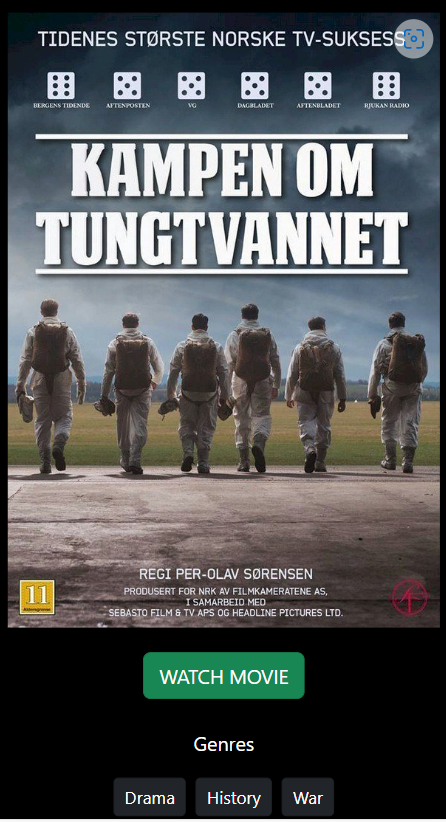 TIDENES STØRSTE NORSKE TV-SUKSESS
BERGENS TIDENDE AFTENPOSTEN VG DAGBLADET AFTENBLADET RJUKAN RADIO
KAMPEN OM
TUNGTVANNET
REGI PER-OLAV SØRENSEN
PRODUSERT FOR NRK AV FILMKAMERATENE AS,
I SAMARBEID MED
SEBASTO FILM & TV APS OG HEADLINE PICTURES LTD.
11
Aldersgrense
WATCH MOVIE
Genres
Drama History War